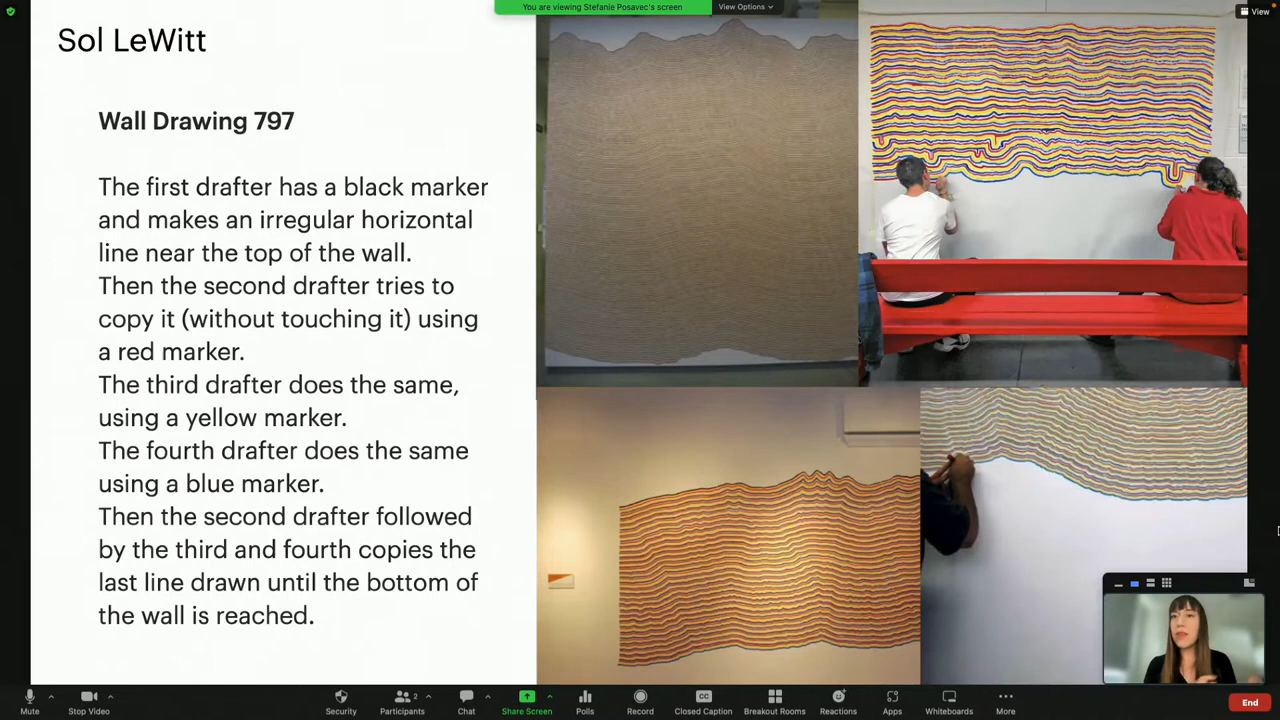 You are viewing Stefanie Posavec's screen
View Options
View
Sol LeWitt
Wall Drawing 797
The first drafter has a black marker
and makes an irregular horizontal
line near the top of the wall.
Then the second drafter tries to
copy it (without touching it) using
a red marker.
The third drafter does the same,
using a yellow marker.
The fourth drafter does the same
using a blue marker.
Then the second drafter followed
by the third and fourth copies the
last line drawn until the bottom of
the wall is reached.
Mute
Stop Video
Security
Participants
2
Chat
Share Screen
Polls
Record
CC
Closed Caption
Breakout Rooms
Reactions
Apps
Whiteboards
More
End